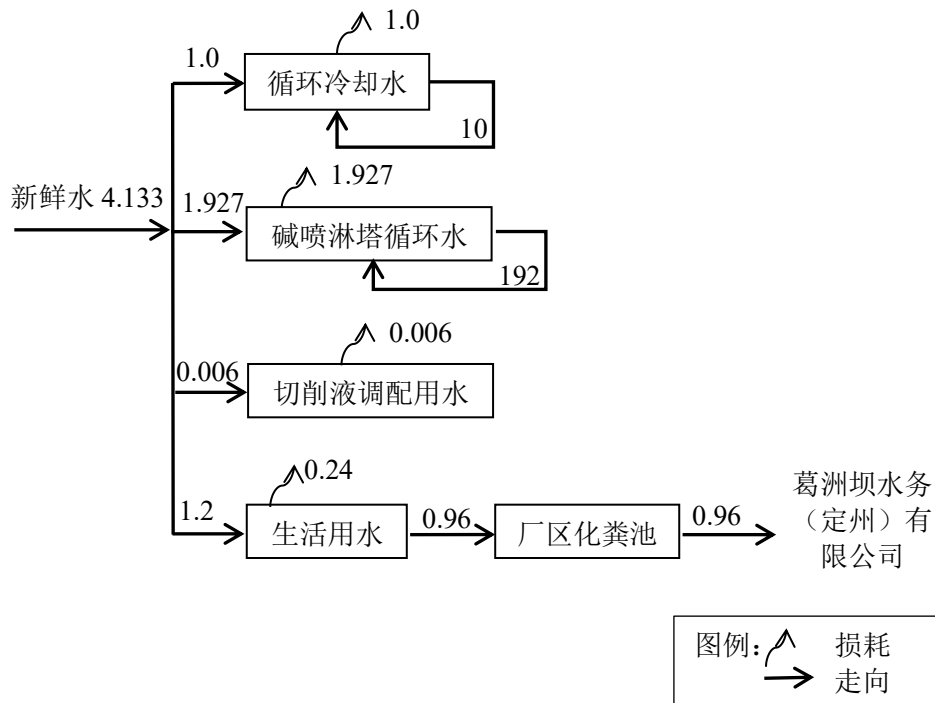 1.0
1.0
循环冷却水
10
新鲜水 4.133
1.927
1.927
碱喷淋塔循环水
192
0.006
0.006
切削液调配用水
0.24
1.2
生活用水
0.96
厂区化粪池
0.96
葛洲坝水务
（定州）有
限公司
图例：
损耗
走向